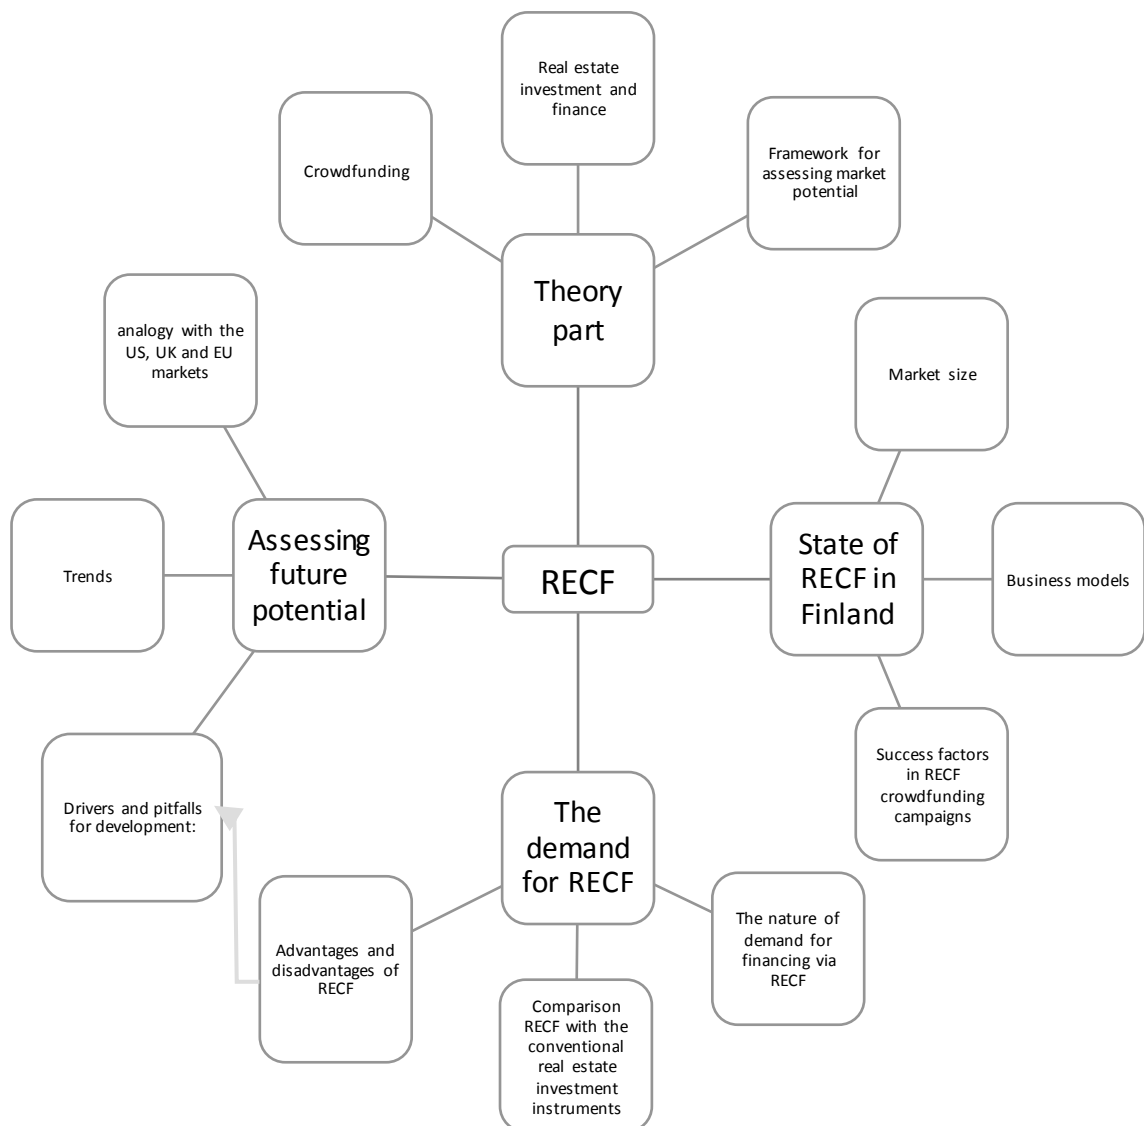 Real estate
investment and
finance
Crowdfunding
Framework for
assessing market
potential
Theory
part
analogy with the
US, UK and EU
markets
Market size
Assessing
future
potential
Trends
RECF
State of
RECF in
Finland
Business models
Drivers and pitfalls
for development:
Success factors
in RECF
crowdfunding
campaigns
The
demand
for RECF
Advantages and
disadvantages of
RECF
The nature of
demand for
financing via
RECF
Comparison
RECF with the
conventional
real estate
investment
instruments